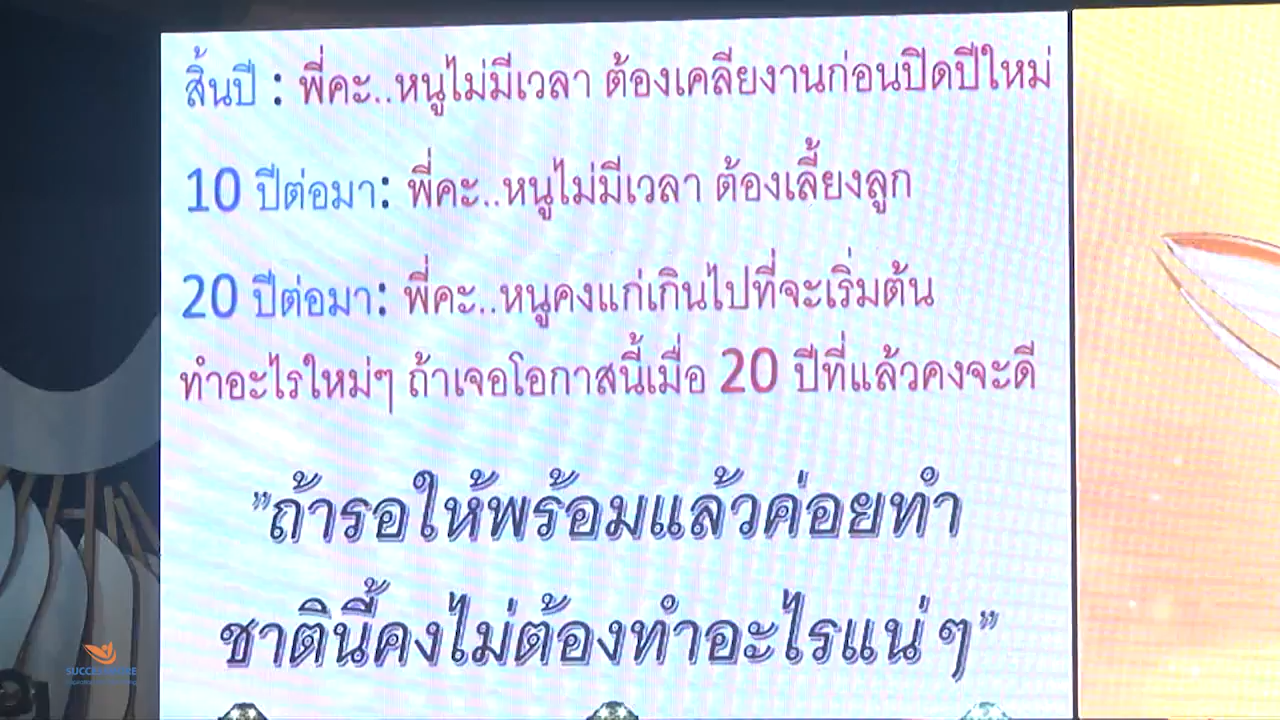 สิ้นปี : พี่คะ..หนูไม่มีเวลา ต้องเคลียงานก่อนปิดปีใหม่
10 ปีต่อมา: พี่คะ..หนูไม่มีเวลา ต้องเลี้ยงลูก
20 ปีต่อมา: พี่คะ..หนูคงแก่เกินไปที่จะเริ่มต้น
ทำอะไรใหม่ๆ ถ้าเจอโอกาสนี้เมื่อ 20 ปีที่แล้วคงจะดี
”ถ้ารอให้พร้อมแล้วค่อยทำ
ชาตินี้คงไม่ต้องทำอะไรแน่ๆ”